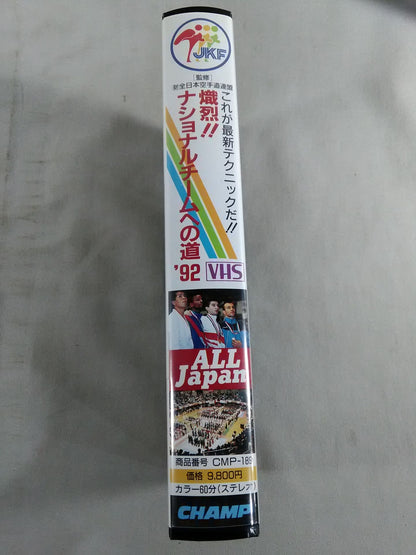 JKF
[監修]
財全日本空手道連盟
これが最新テクニックだ!!
熾烈!!
ナショナルチームへの道
'92
VHS
ALL
Japan
商品番号 CMP-189
価格 9,800円
カラー60分(ステレオ)
CHAMP